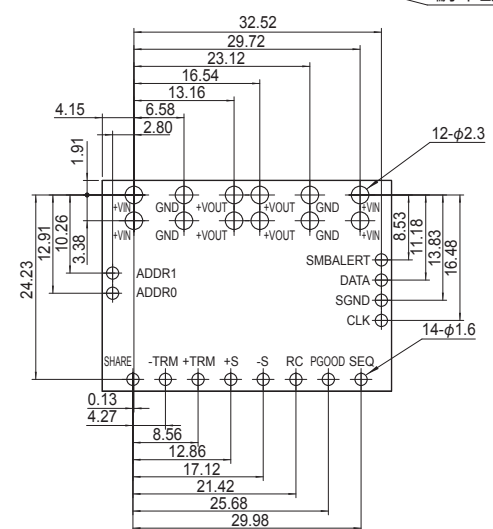 32.52
29.72
23.12
16.54
13.16
4.15 6.58
2.80
12-φ2.3
1.91
+VIN GND +VOUT +VOUT GND +VIN
+VIN GND +VOUT +VOUT GND +VIN
24.23
12.91
10.26
3.38
8.53
11.18
13.83
16.48
SMBALERT
ADDR1 DATA
ADDR0 SGND
CLK
14-φ1.6
SHARE -TRM +TRM +S -S RC PGOOD SEQ
0.13
4.27
8.56
12.86
17.12
21.42
25.68
29.98